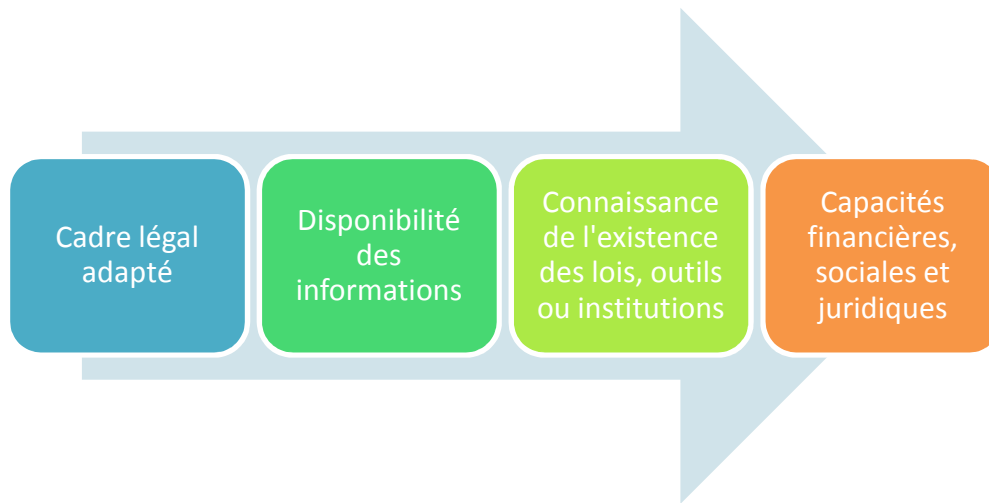 Cadre légal
adapté
Disponibilité
des
informations
Connaissance
de l'existence
des lois, outils
ou institutions
Capacités
financières,
sociales et
juridiques